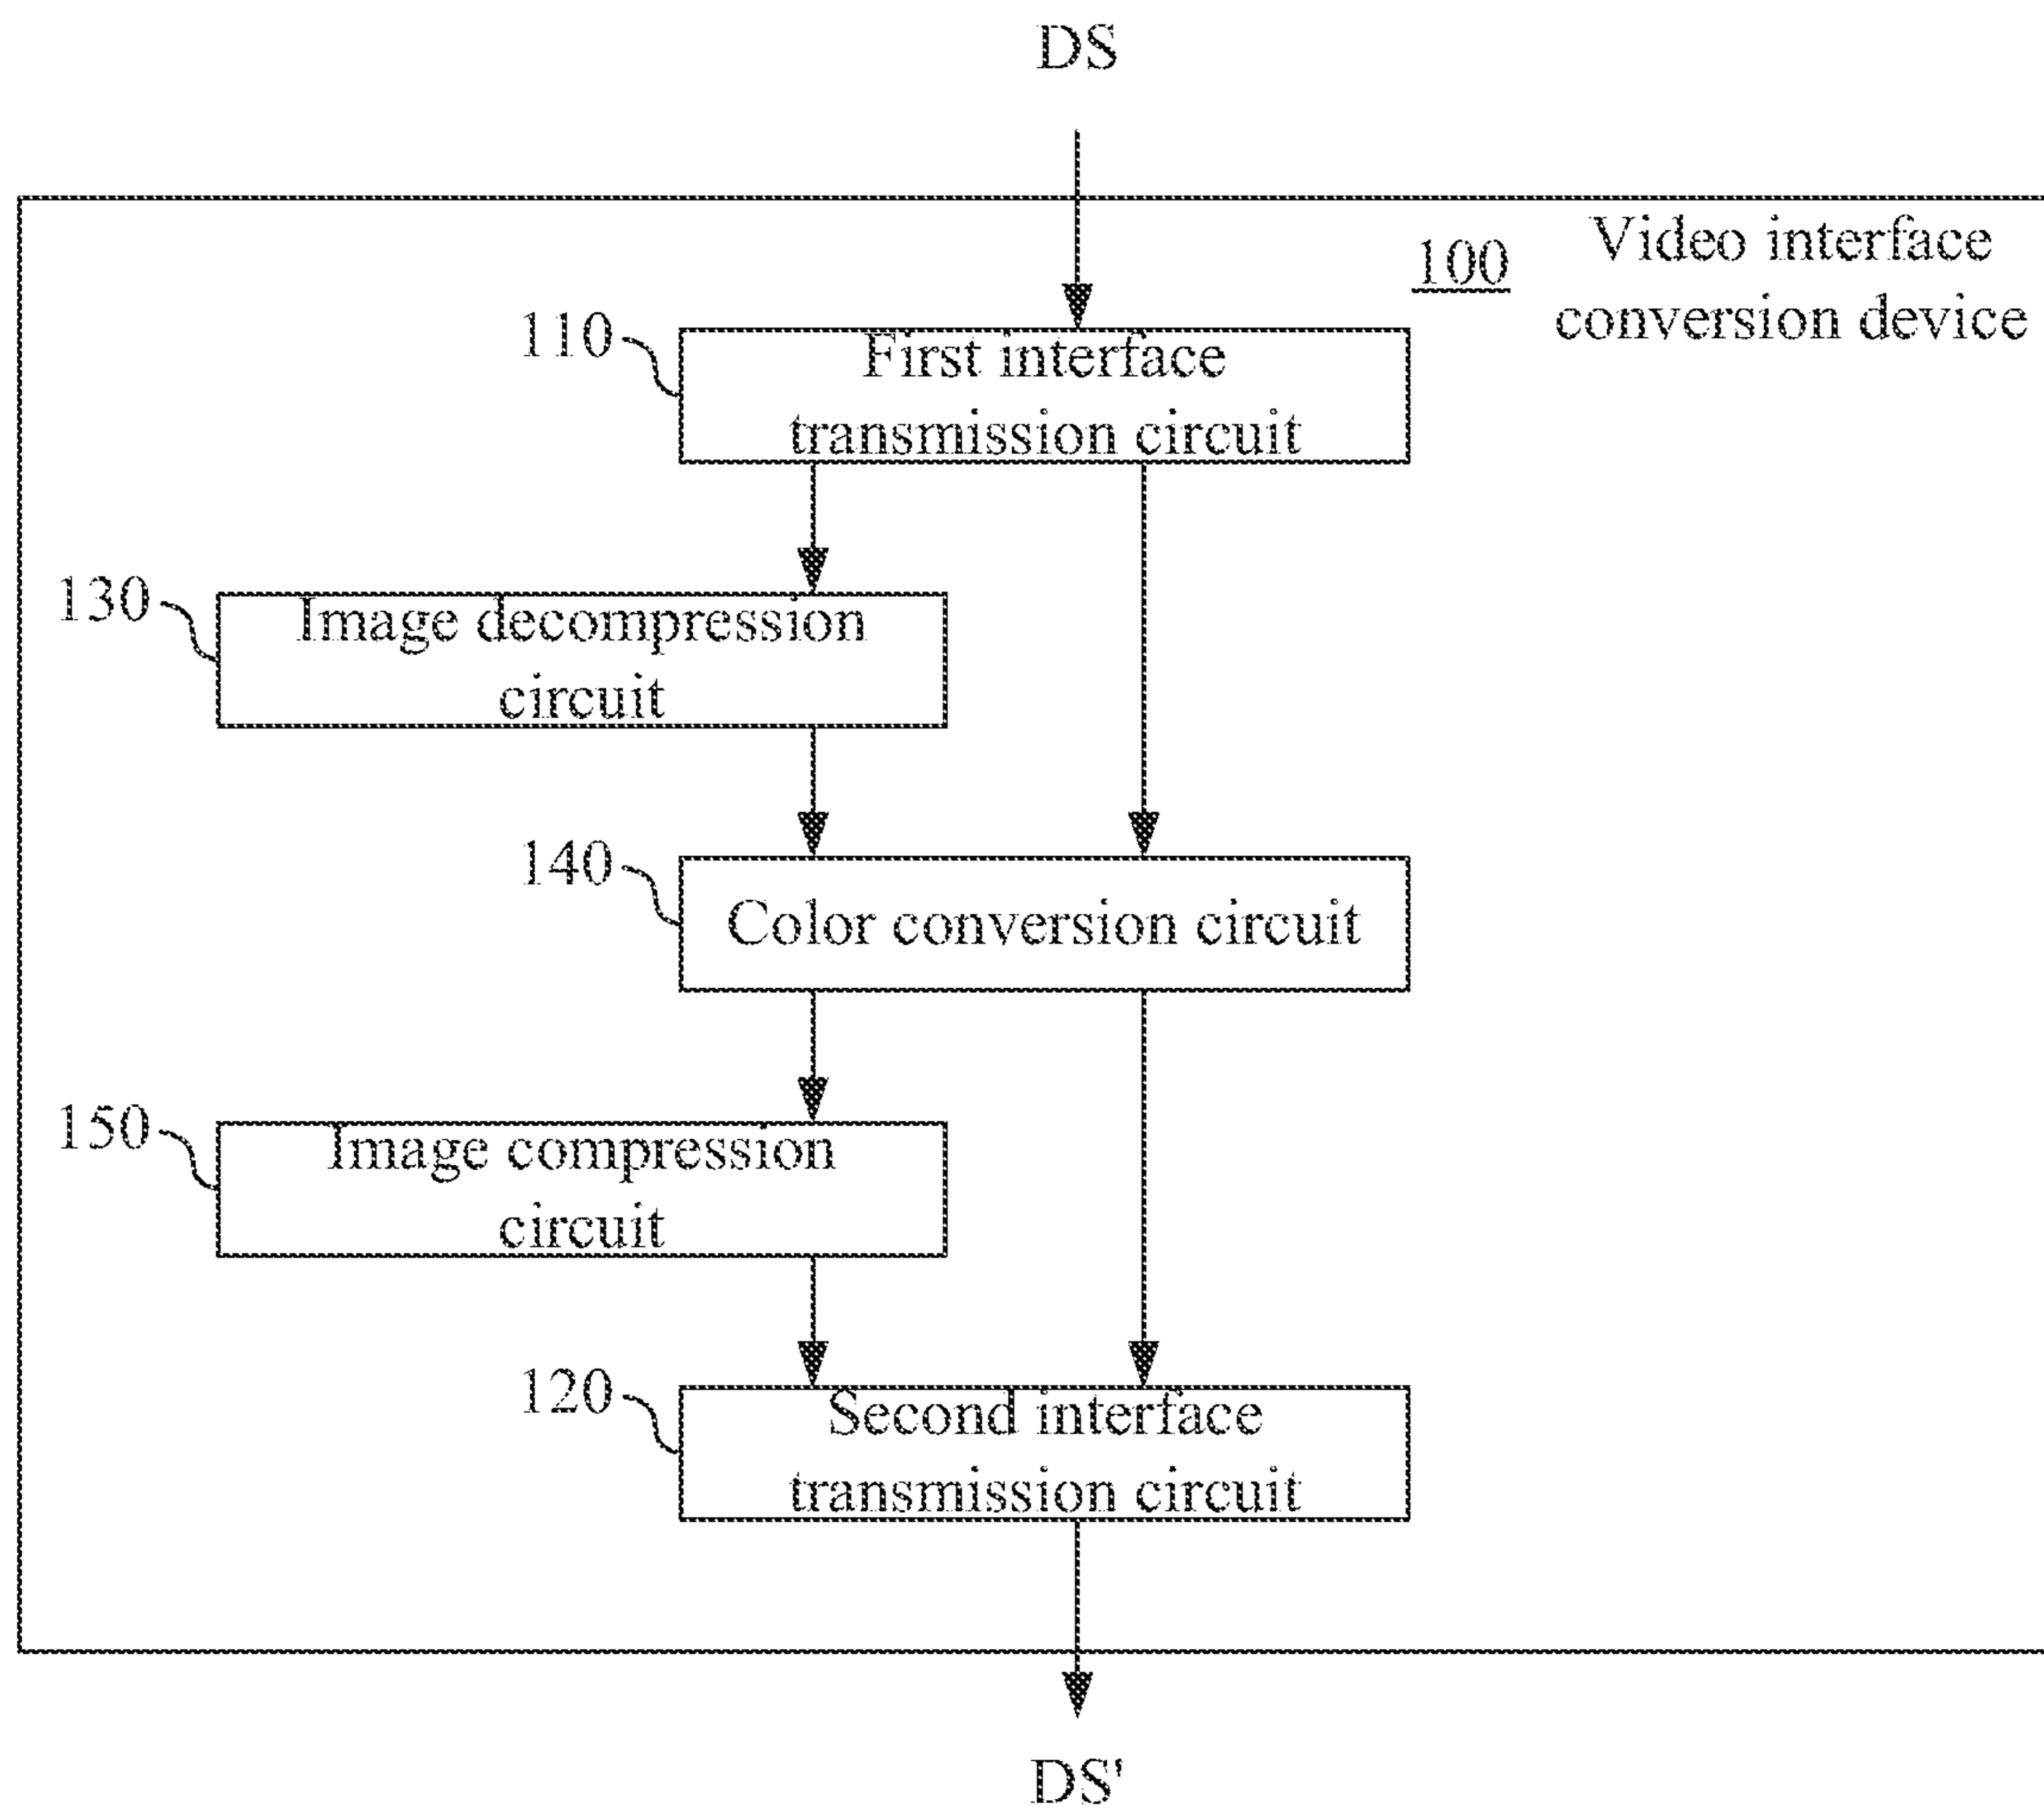 DS
100
Video interface
conversion device
110
First interface
transmission circuit
130
Image decompression
circuit
140
Color conversion circuit
150
Image compression
circuit
120
Second interface
transmission circuit
DS'